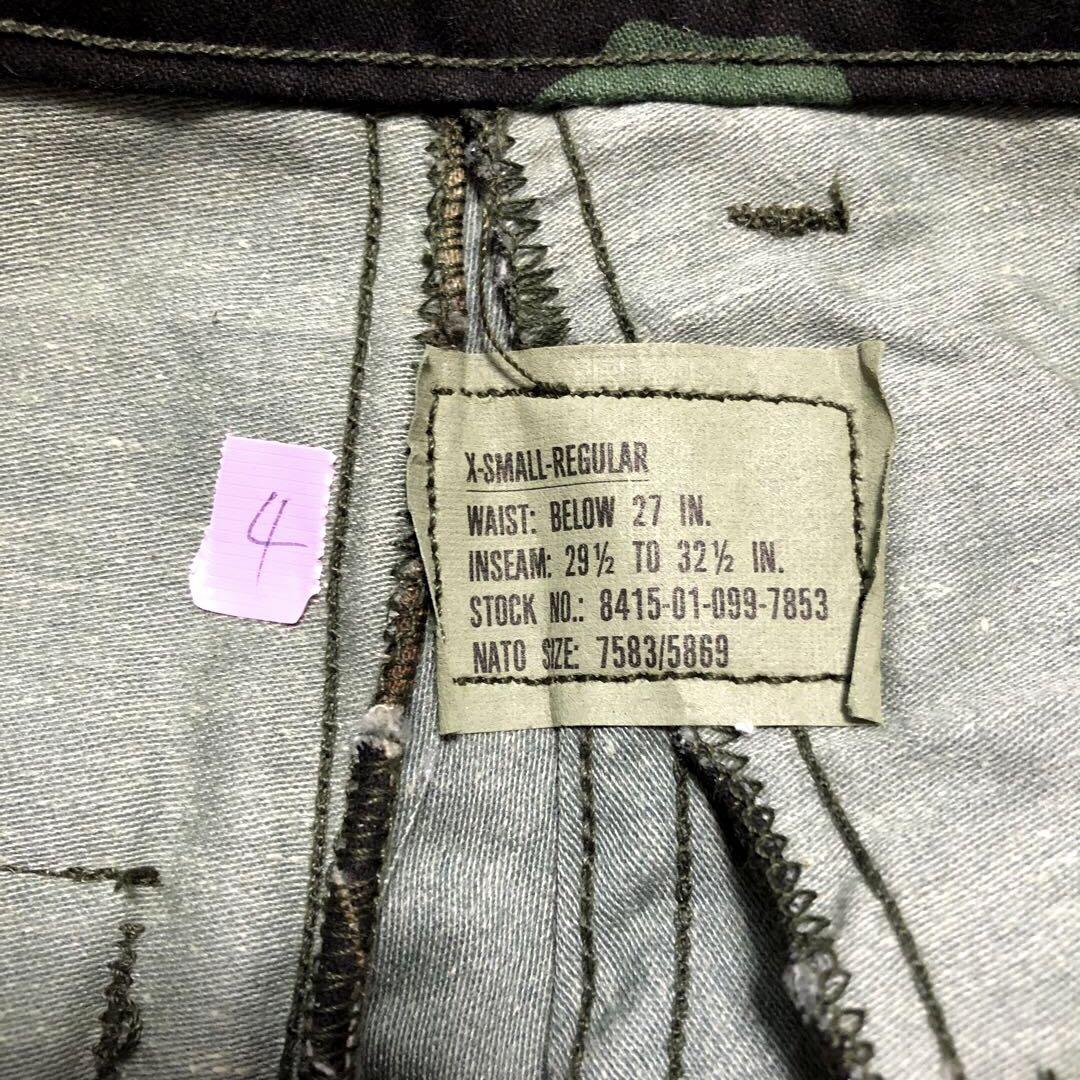 4
X-SMALL-REGULAR
WAIST: BELOW 27 IN.
INSEAM: 29½ TO 32½ IN.
STOCK NO.: 8415-01-099-7853
NATO SIZE: 7583/5869